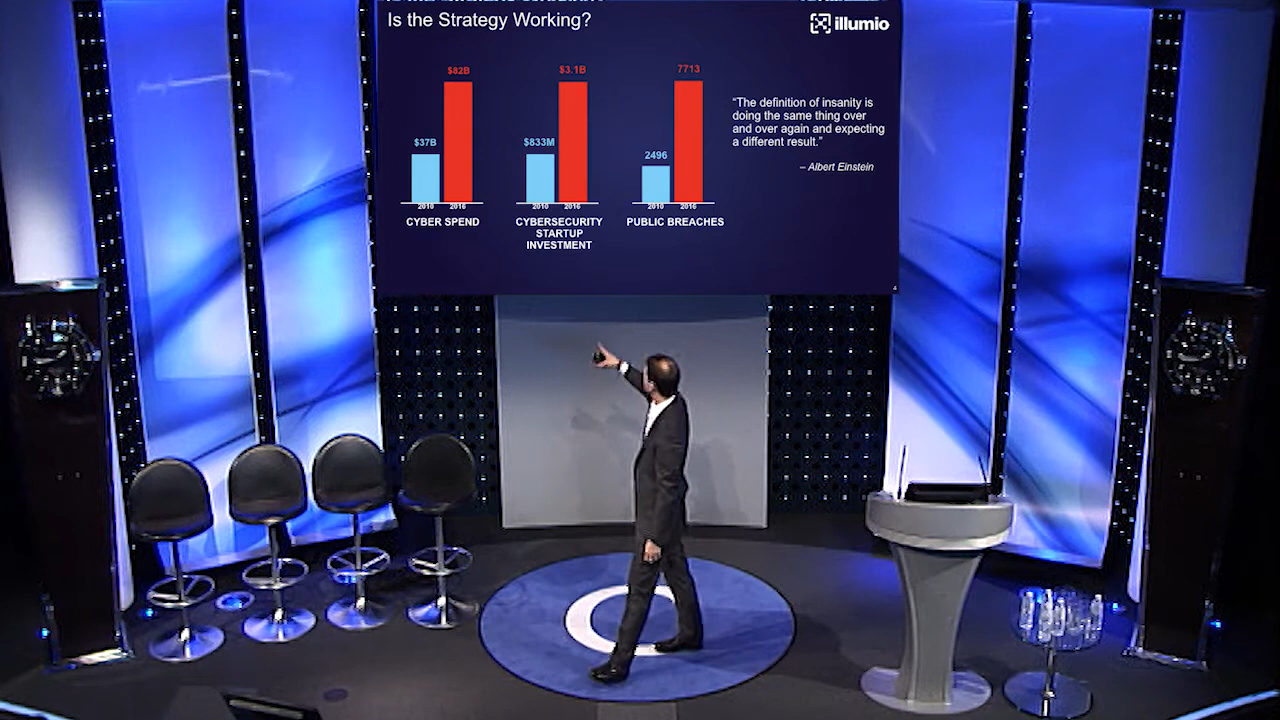 Is the Strategy Working?
illumio
$37B
$82B
2010
2016
CYBER SPEND
$833M
$3.1B
2010
2016
CYBERSECURITY
STARTUP
INVESTMENT
2496
7713
2010
2016
PUBLIC BREACHES
“The definition of insanity is
doing the same thing over
and over again and expecting
a different result.”
– Albert Einstein
4